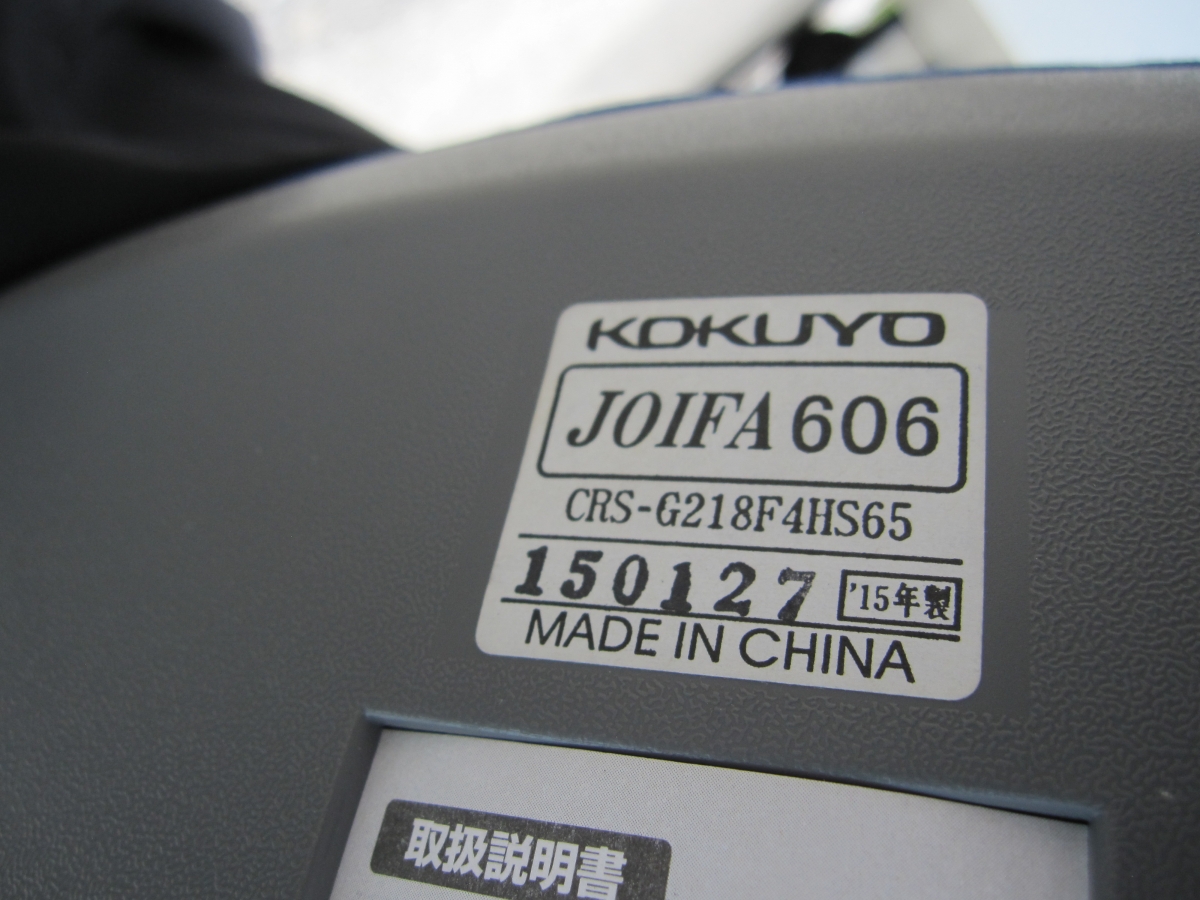 KOKUYO
JOIFA 606
CRS-G218F4HS65
150127 '15年製
MADE IN CHINA
取扱説明書